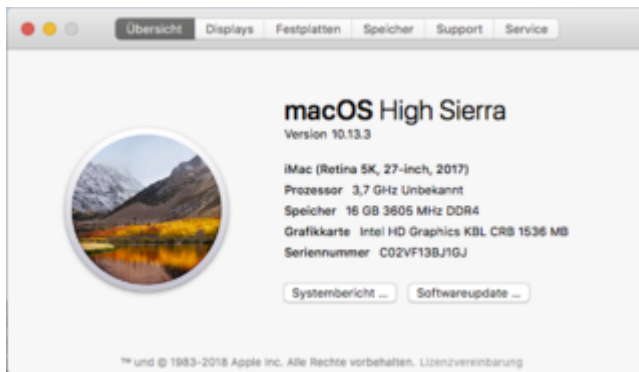 Übersicht Displays Festplatten Speicher Support Service
macOS High Sierra
Version 10.13.3
iMac (Retina 5K, 27-inch, 2017)
Prozessor 3,7 GHz Unbekannt
Speicher 16 GB 3605 MHz DDR4
Grafikkarte Intel HD Graphics KBL CRB 1536 MB
Seriennummer C02VF13BJ1GJ
Systembericht ... Softwareupdate ...
™ und © 1983-2018 Apple Inc. Alle Rechte vorbehalten. Lizenzvereinbarung